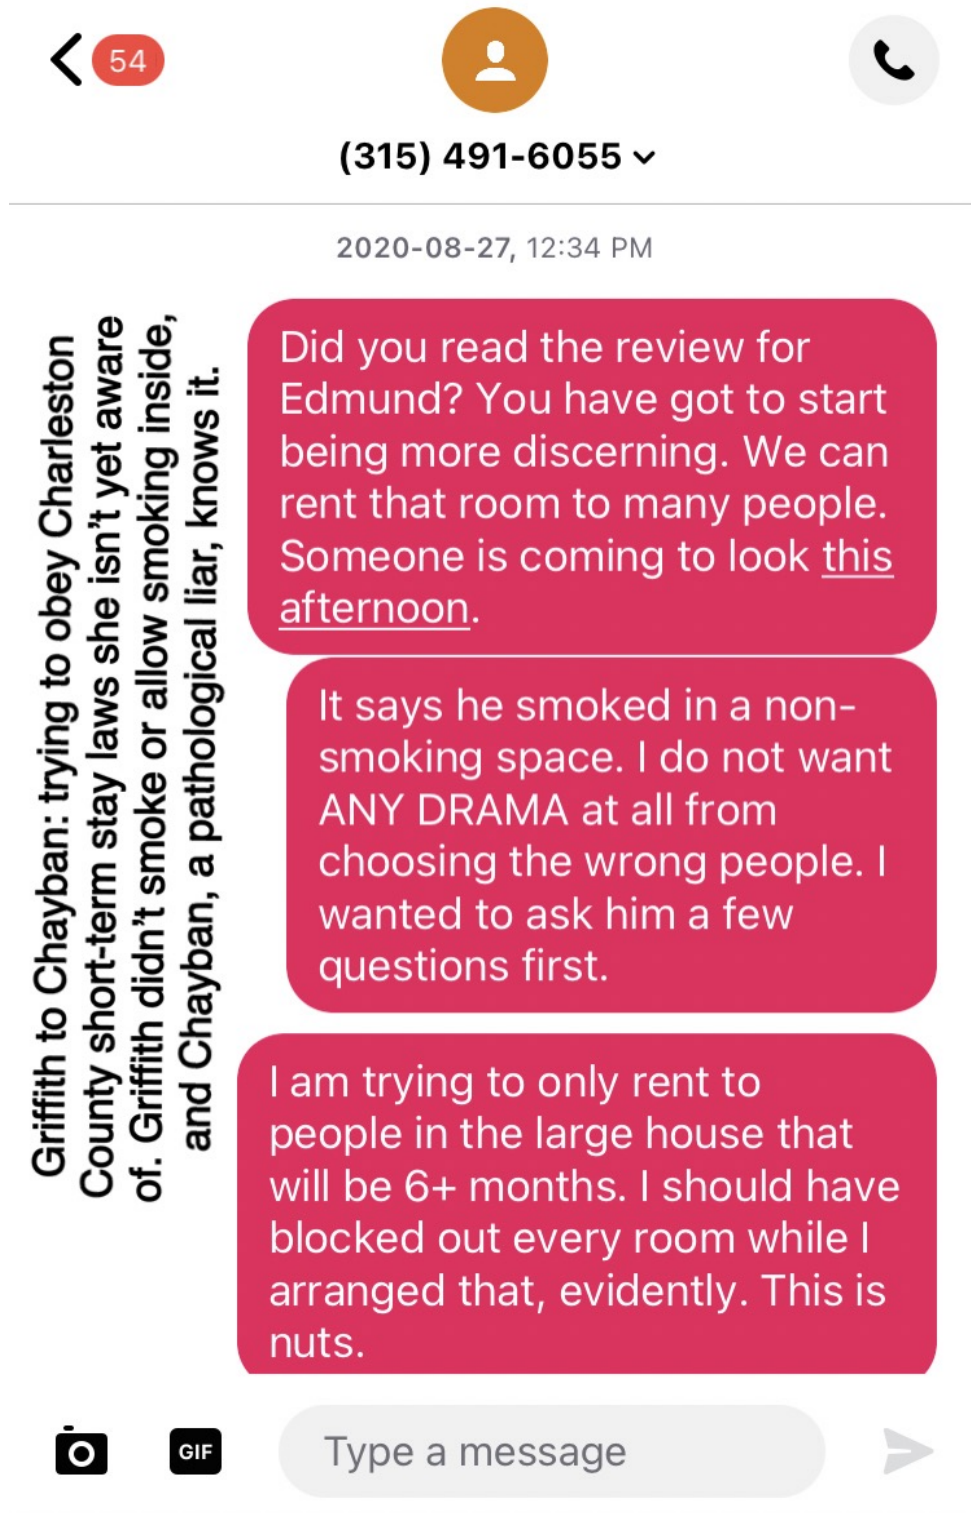 54
(315) 491-6055
2020-08-27, 12:34 PM
Griffith to Chayban: trying to obey Charleston
County short-term stay laws she isn't yet aware
of. Griffith didn't smoke or allow smoking inside,
and Chayban, a pathological liar, knows it.
Did you read the review for
Edmund? You have got to start
being more discerning. We can
rent that room to many people.
Someone is coming to look this
afternoon.
It says he smoked in a non-
smoking space. I do not want
ANY DRAMA at all from
choosing the wrong people. I
wanted to ask him a few
questions first.
I am trying to only rent to
people in the large house that
will be 6+ months. I should have
blocked out every room while I
arranged that, evidently. This is
nuts.
GIF
Type a message